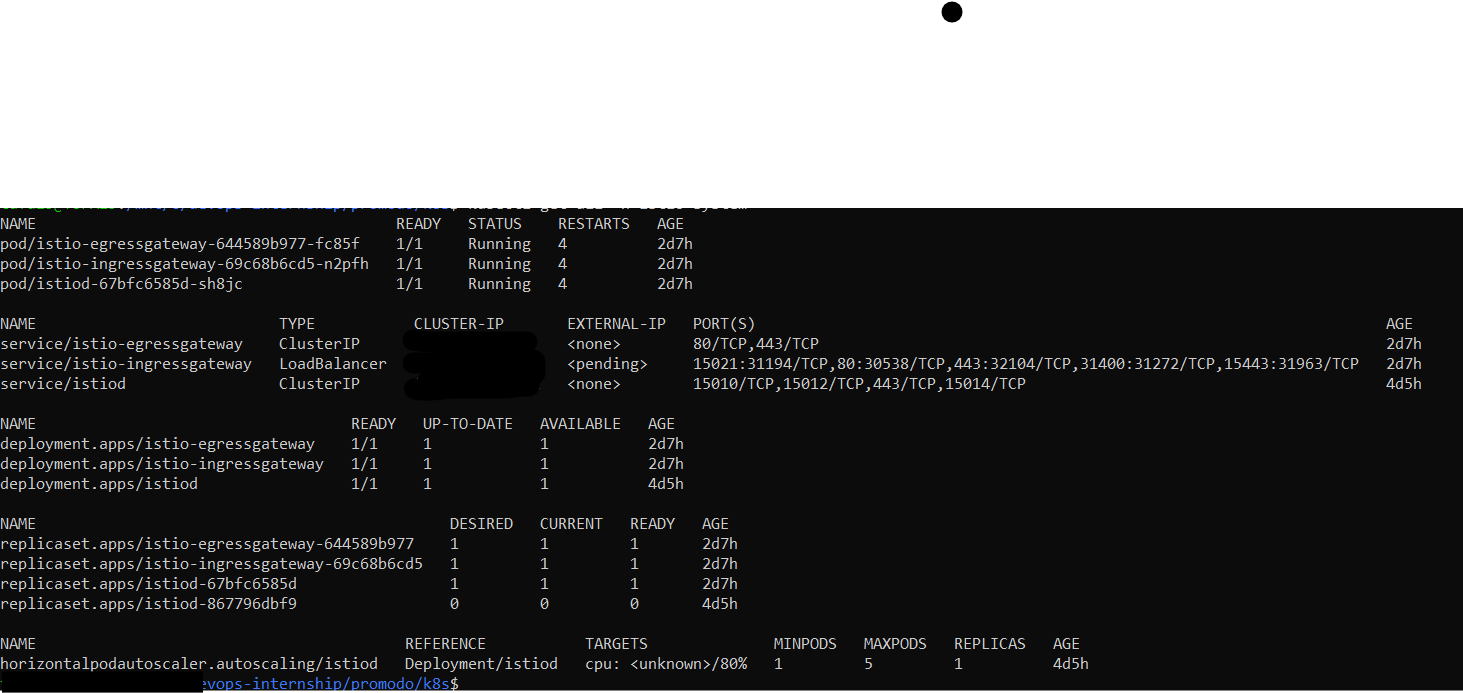 NAME READY STATUS RESTARTS AGE
pod/istio-egressgateway-644589b977-fc85f 1/1 Running 4 2d7h
pod/istio-ingressgateway-69c68b6cd5-n2pfh 1/1 Running 4 2d7h
pod/istiod-67bfc6585d-sh8jc 1/1 Running 4 2d7h
NAME TYPE CLUSTER-IP EXTERNAL-IP PORT(S) AGE
service/istio-egressgateway ClusterIP <none> 80/TCP,443/TCP 2d7h
service/istio-ingressgateway LoadBalancer <pending> 15021:31194/TCP,80:30538/TCP,443:32104/TCP,31400:31272/TCP,15443:31963/TCP 2d7h
service/istiod ClusterIP <none> 15010/TCP,15012/TCP,443/TCP,15014/TCP 4d5h
NAME READY UP-TO-DATE AVAILABLE AGE
deployment.apps/istio-egressgateway 1/1 1 1 2d7h
deployment.apps/istio-ingressgateway 1/1 1 1 2d7h
deployment.apps/istiod 1/1 1 1 4d5h
NAME DESIRED CURRENT READY AGE
replicaset.apps/istio-egressgateway-644589b977 1 1 1 2d7h
replicaset.apps/istio-ingressgateway-69c68b6cd5 1 1 1 2d7h
replicaset.apps/istiod-67bfc6585d 1 1 1 2d7h
replicaset.apps/istiod-867796dbf9 0 0 0 4d5h
NAME REFERENCE TARGETS MINPODS MAXPODS REPLICAS AGE
horizontalpodautoscaler.autoscaling/istiod Deployment/istiod cpu: <unknown>/80% 1 5 1 4d5h
evops-internship/promodo/k8s$